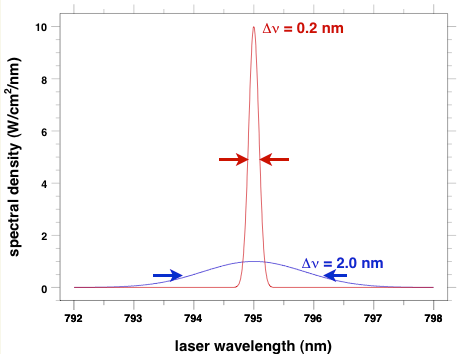 Δν = 0.2 nm
10
8
6
4
2
0
Δν = 2.0 nm
792 793 794 795 796 797 798
spectral density (W/cm²/nm)
laser wavelength (nm)